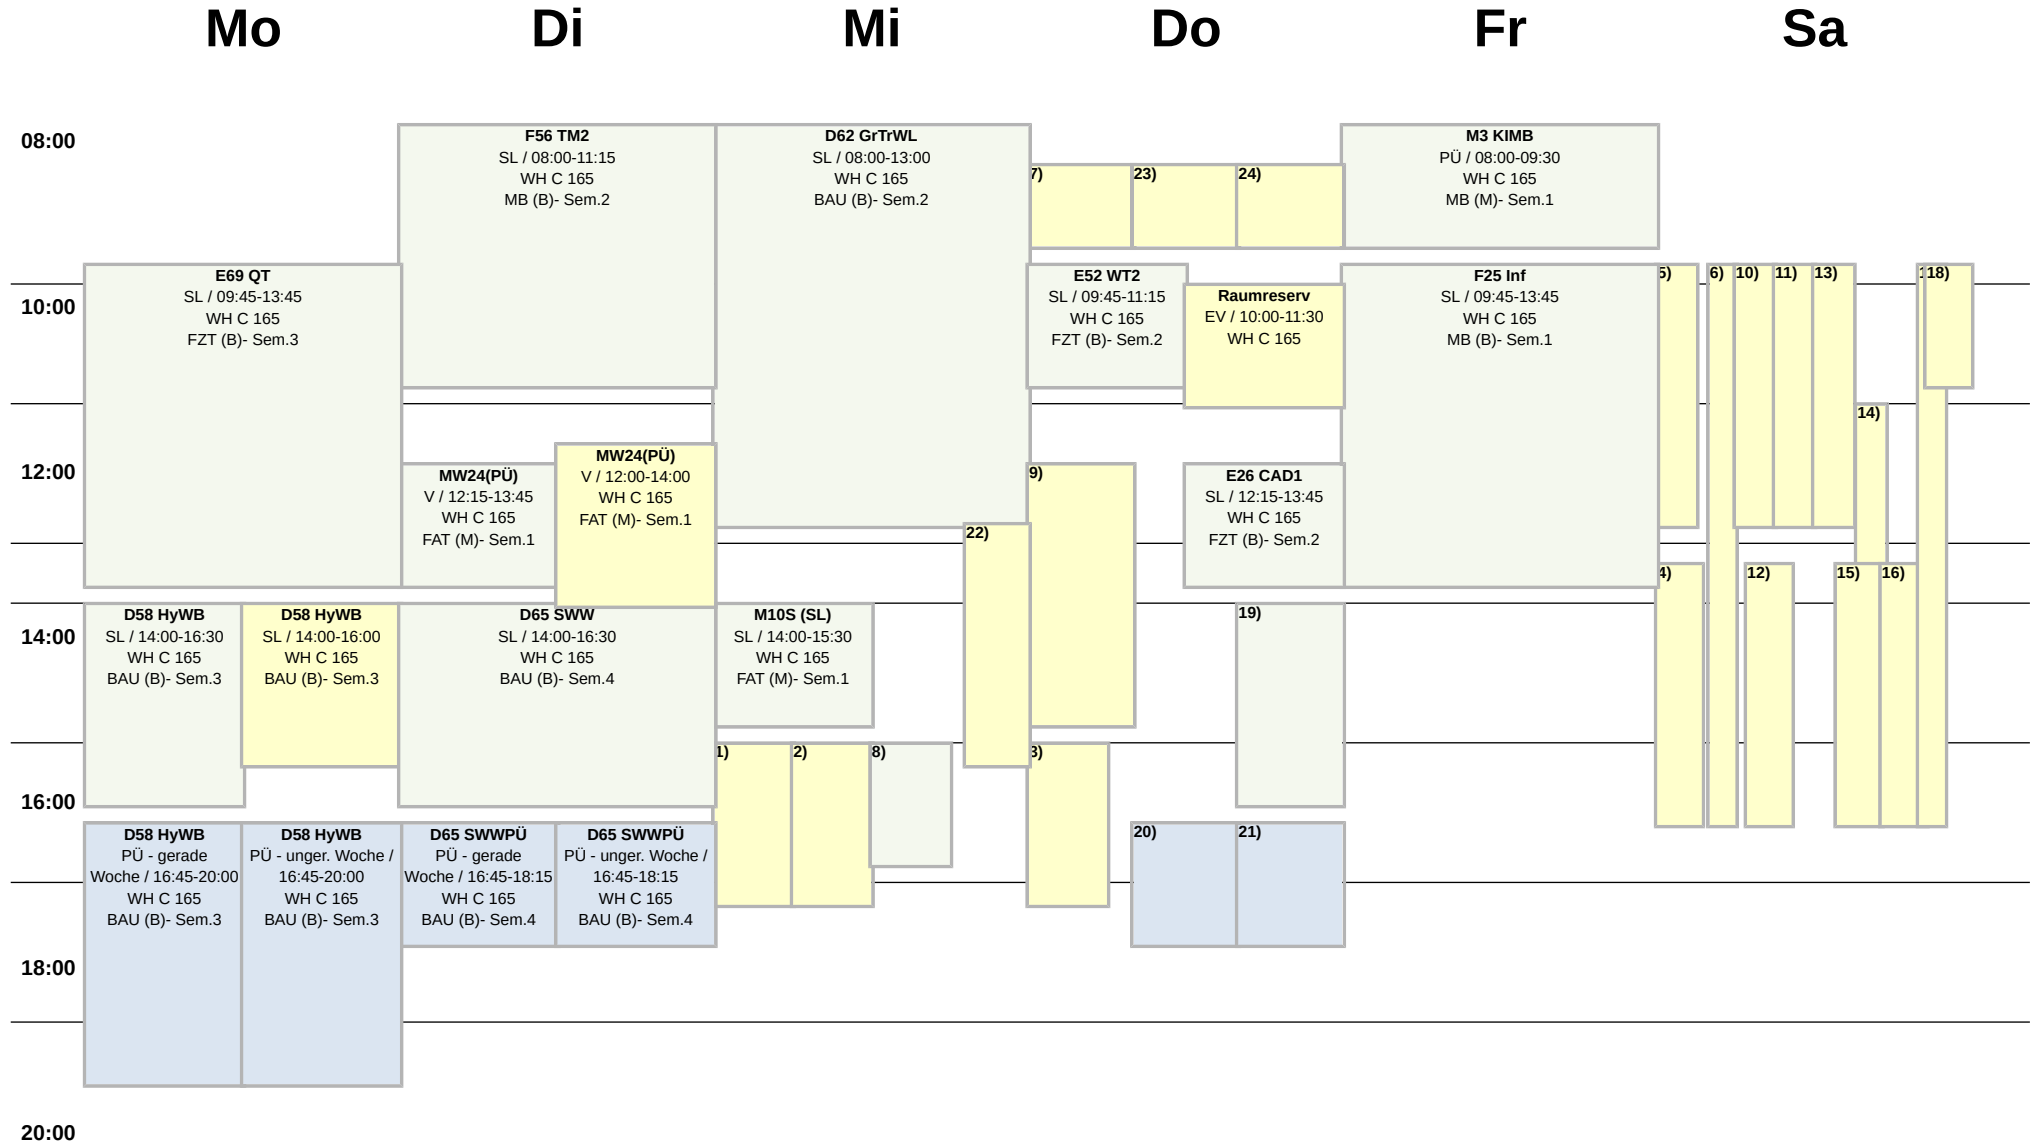 Mo
Di
Mi
Do
Fr
Sa
08:00
10:00
12:00
14:00
16:00
18:00
20:00
E69 QT
SL / 09:45-13:45
WH C 165
FZT (B)- Sem.3
D58 HyWB
SL / 14:00-16:30
WH C 165
BAU (B)- Sem.3
D58 HyWB
SL / 14:00-16:00
WH C 165
BAU (B)- Sem.3
D58 HyWB
PÜ - gerade
Woche / 16:45-20:00
WH C 165
BAU (B)- Sem.3
D58 HyWB
PÜ - unger. Woche /
16:45-20:00
WH C 165
BAU (B)- Sem.3
F56 TM2
SL / 08:00-11:15
WH C 165
MB (B)- Sem.2
MW24(PÜ)
V / 12:15-13:45
WH C 165
FAT (M)- Sem.1
MW24(PÜ)
V / 12:00-14:00
WH C 165
FAT (M)- Sem.1
D65 SWW
SL / 14:00-16:30
WH C 165
BAU (B)- Sem.4
D65 SWWPÜ
PÜ - gerade
Woche / 16:45-18:15
WH C 165
BAU (B)- Sem.4
D65 SWWPÜ
PÜ - unger. Woche /
16:45-18:15
WH C 165
BAU (B)- Sem.4
D62 GrTrWL
SL / 08:00-13:00
WH C 165
BAU (B)- Sem.2
22)
M10S (SL)
SL / 14:00-15:30
WH C 165
FAT (M)- Sem.1
1)
2)
8)
7)
23)
24)
E52 WT2
SL / 09:45-11:15
WH C 165
FZT (B)- Sem.2
Raumreserv
EV / 10:00-11:30
WH C 165
9)
E26 CAD1
SL / 12:15-13:45
WH C 165
FZT (B)- Sem.2
19)
3)
20)
21)
M3 KIMB
PÜ / 08:00-09:30
WH C 165
MB (M)- Sem.1
F25 Inf
SL / 09:45-13:45
WH C 165
MB (B)- Sem.1
5)
6)
10)
11)
13)
18)
14)
4)
12)
15)
16)